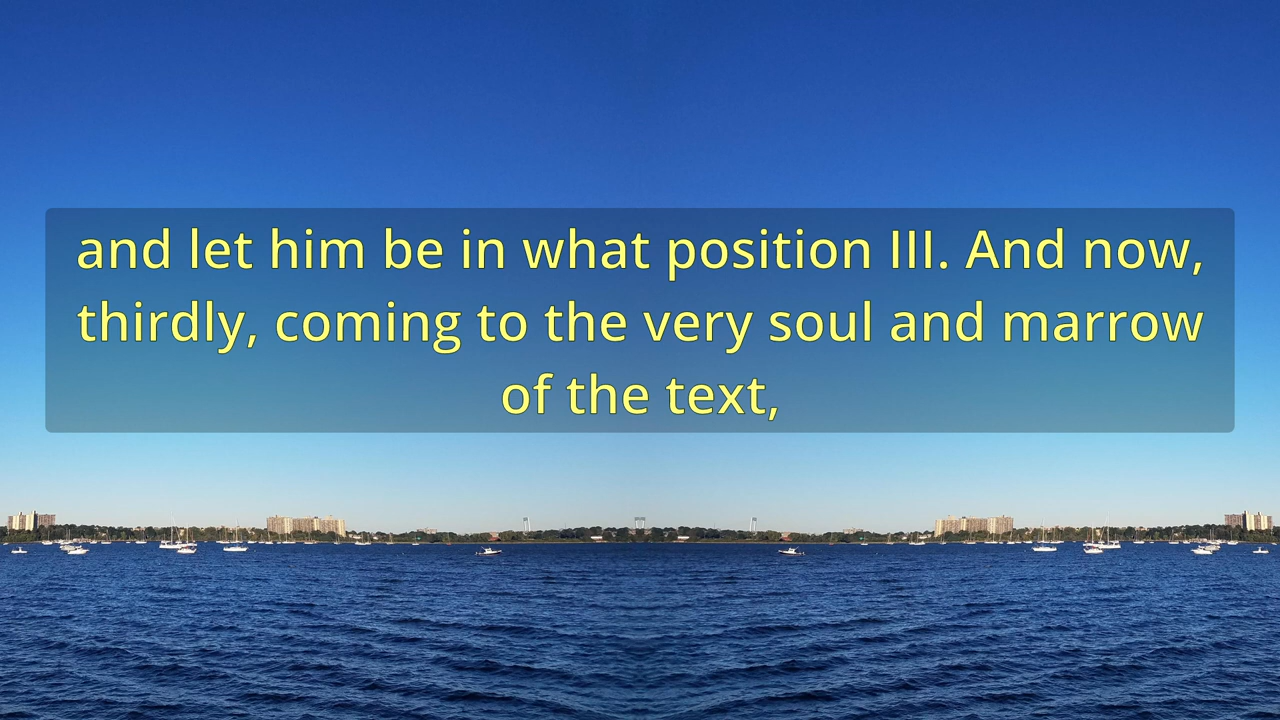 and let him be in what position III. And now,
thirdly, coming to the very soul and marrow
of the text,